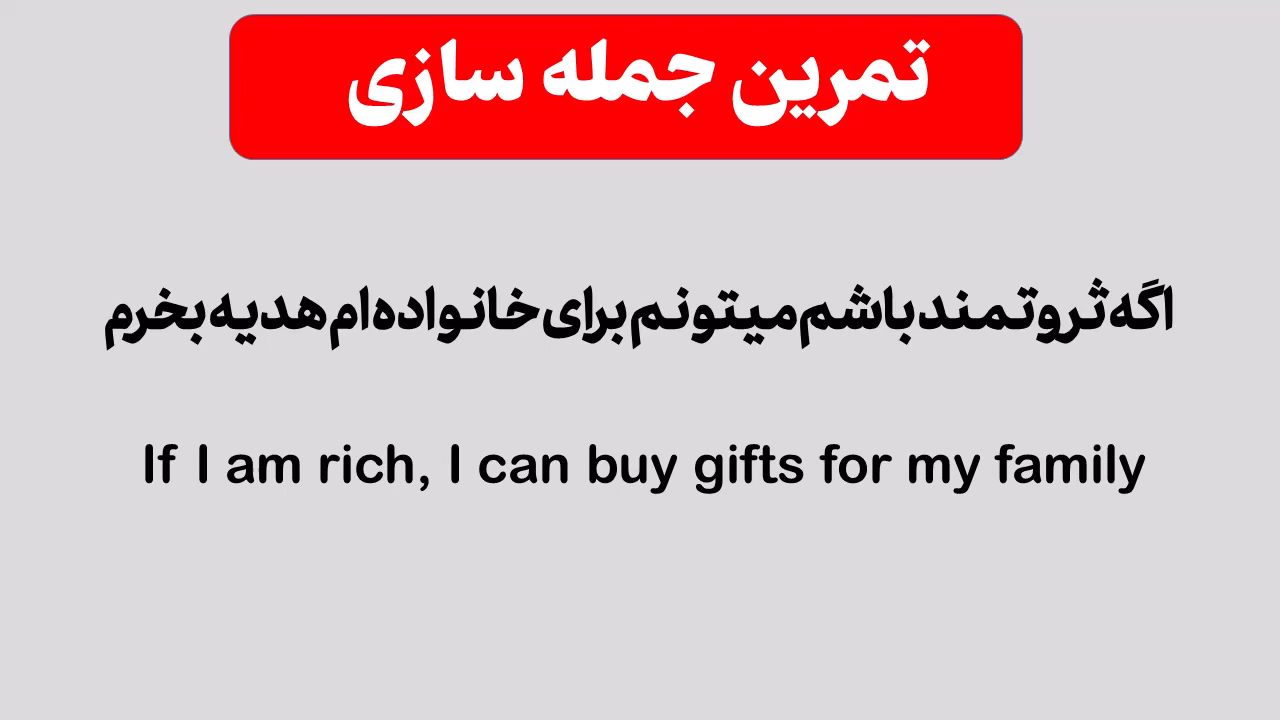 تمرین جمله سازی
اگه ثروتمند باشم میتونم برای خانواده ام هدیه بخرم
If I am rich, I can buy gifts for my family